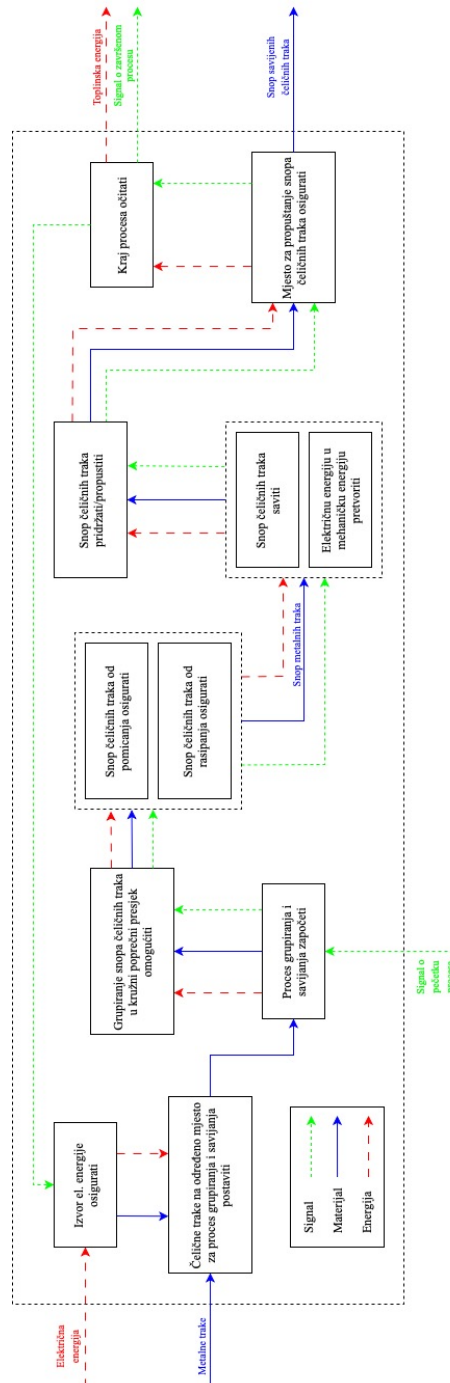 Električna
energija
Metalne trake
Izvor el. energije
osigurati
Čelične trake na određeno mjesto
za proces grupiranja i savijanja
postaviti
Signal
Materijal
Energija
Grupiranje snopa čeličnih traka
u kružni poprečni presjek
omogućiti
Proces grupiranja i
savijanja započeti
Signal o
pečetku
Snop čeličnih traka od
pomicanja osigurati
Snop čeličnih traka od
rasipanja osigurati
Snop metalnih traka
Snop čeličnih traka
pridržati/propustiti
Snop čeličnih traka
saviti
Električnu energiju u
mehaničku energiju
pretvoriti
Kraj procesa očitati
Mjesto za propuštanje snopa
čeličnih traka osigurati
Toplinska energija
Signal o završenom
procesu
Snop savijenih
čeličnih traka